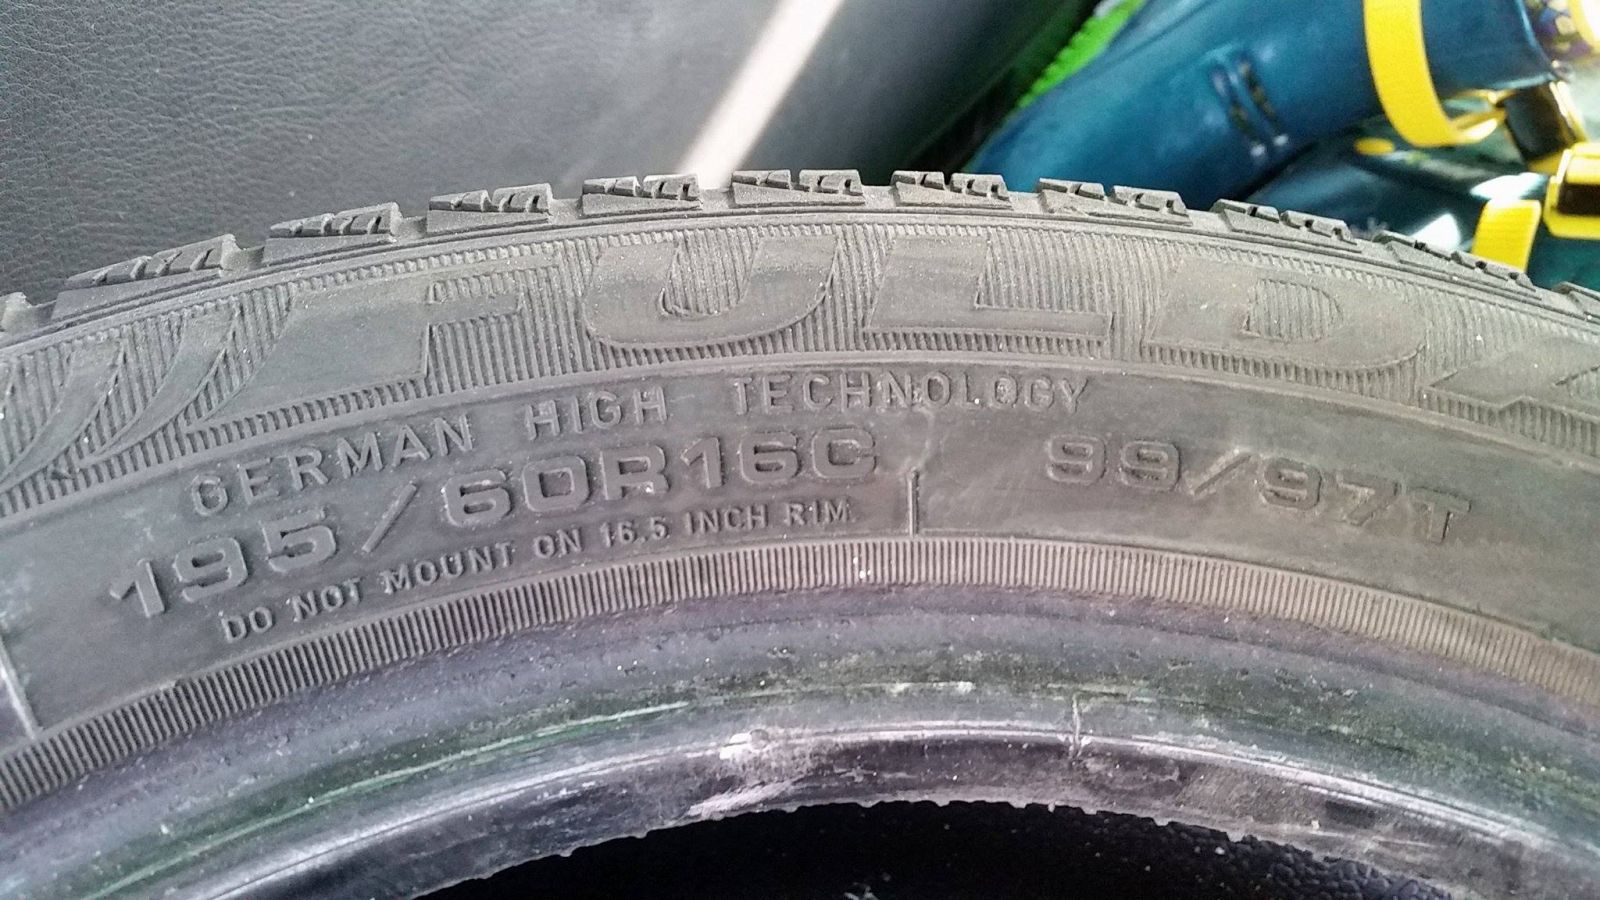 FULDA
GERMAN HIGH TECHNOLOGY
195/60R16C 99/97T
DO NOT MOUNT ON 16.5 INCH RIM